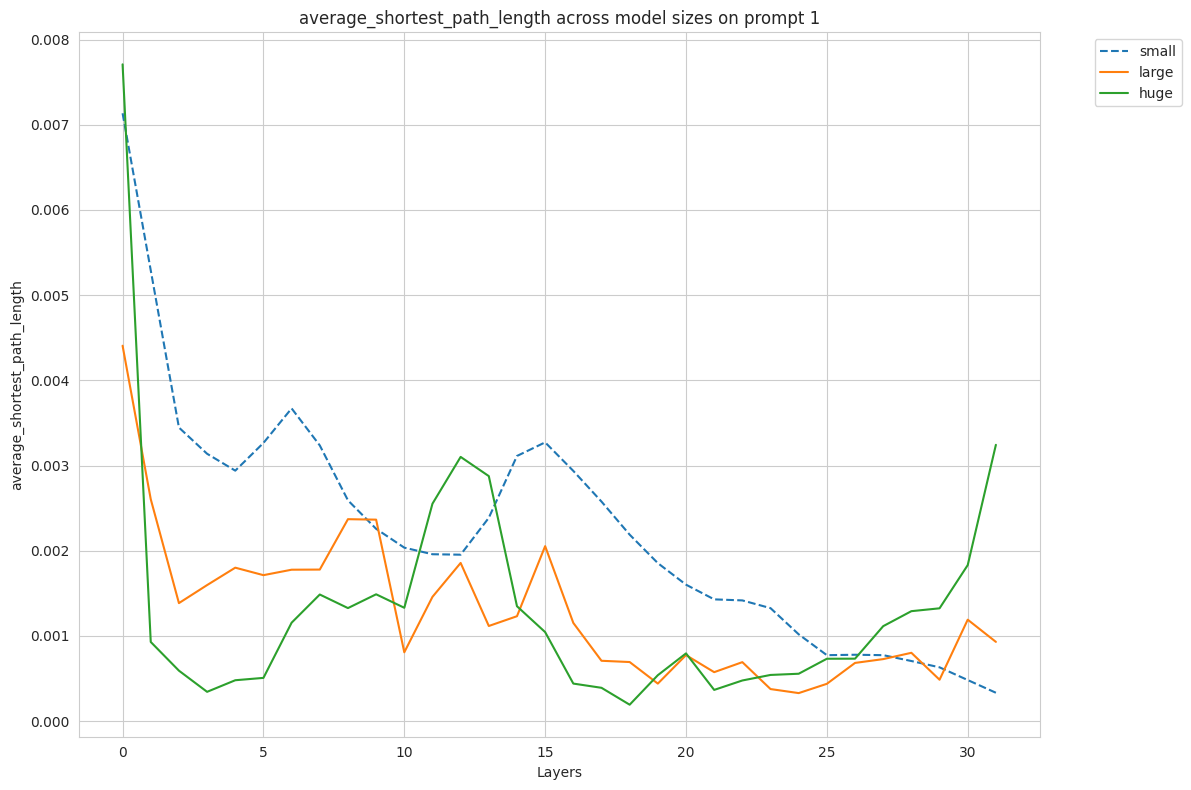 average_shortest_path_length across model sizes on prompt 1
small
large
huge
average_shortest_path_length
0.008
0.007
0.006
0.005
0.004
0.003
0.002
0.001
0.000
0 5 10 15 20 25 30
Layers